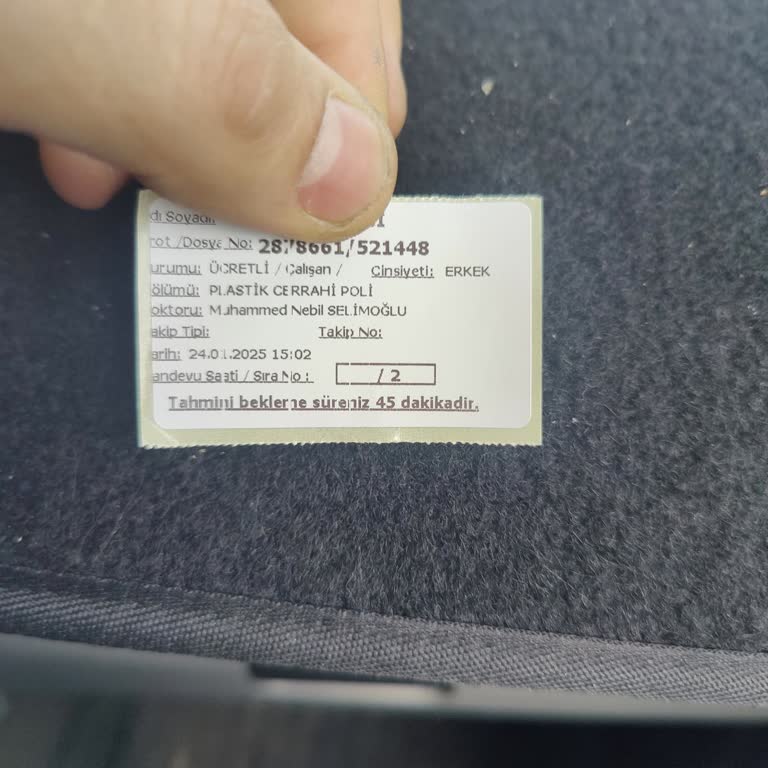 dı Soyadı:
rot /Dosya No: 2878661/521448
urumu: ÜCRETLİ / Çalışan / Cinsiyeti: ERKEK
ölümü: PLASTİK CERRAHİ POLİ
oktoru: Muhammed Nebil SELİMOĞLU
akip Tipi: Takip No:
arih: 24.01.2025 15:02
andevu Saati / Sıra No : / 2
Tahmini bekleme süreniz 45 dakikadır.